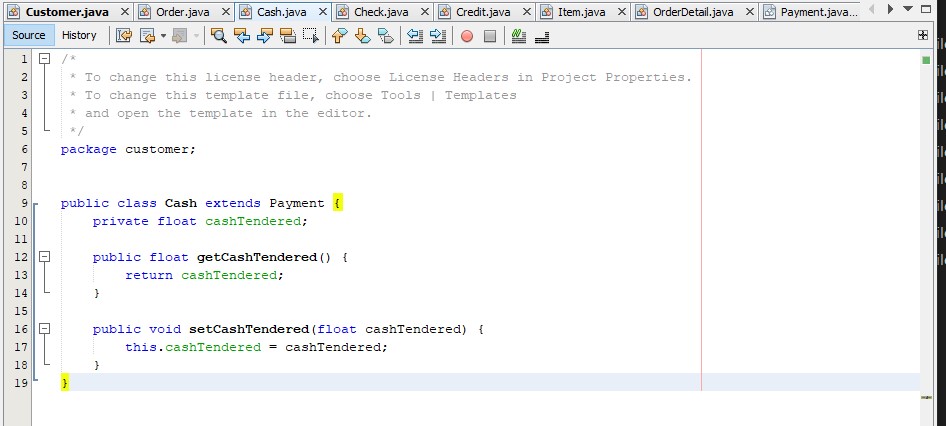 Customer.java Order.java Cash.java Check.java Credit.java Item.java OrderDetail.java Payment.java...
Source History
1 /*
2 * To change this license header, choose License Headers in Project Properties.
3 * To change this template file, choose Tools | Templates
4 * and open the template in the editor.
5 */
6 package customer;
7
8
9 public class Cash extends Payment {
10 private float cashTendered;
11
12 public float getCashTendered() {
13 return cashTendered;
14 }
15
16 public void setCashTendered(float cashTendered) {
17 this.cashTendered = cashTendered;
18 }
19 }